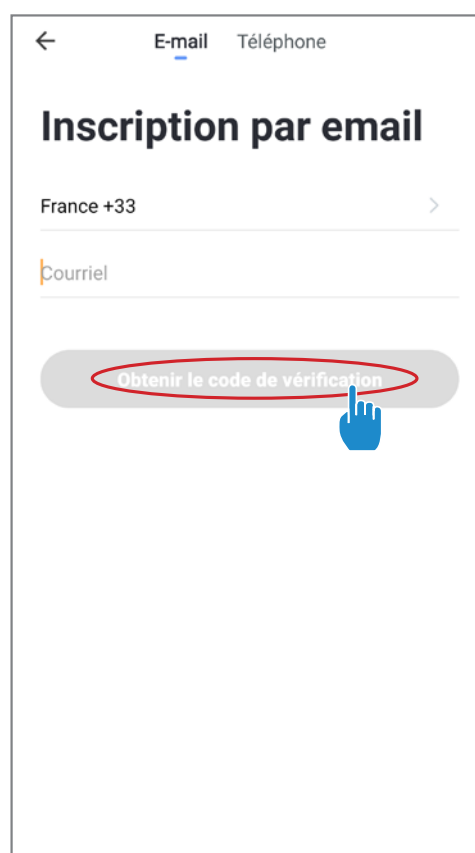 E-mail Téléphone
Inscription par email
France +33
Courriel
Obtenir le code de vérification